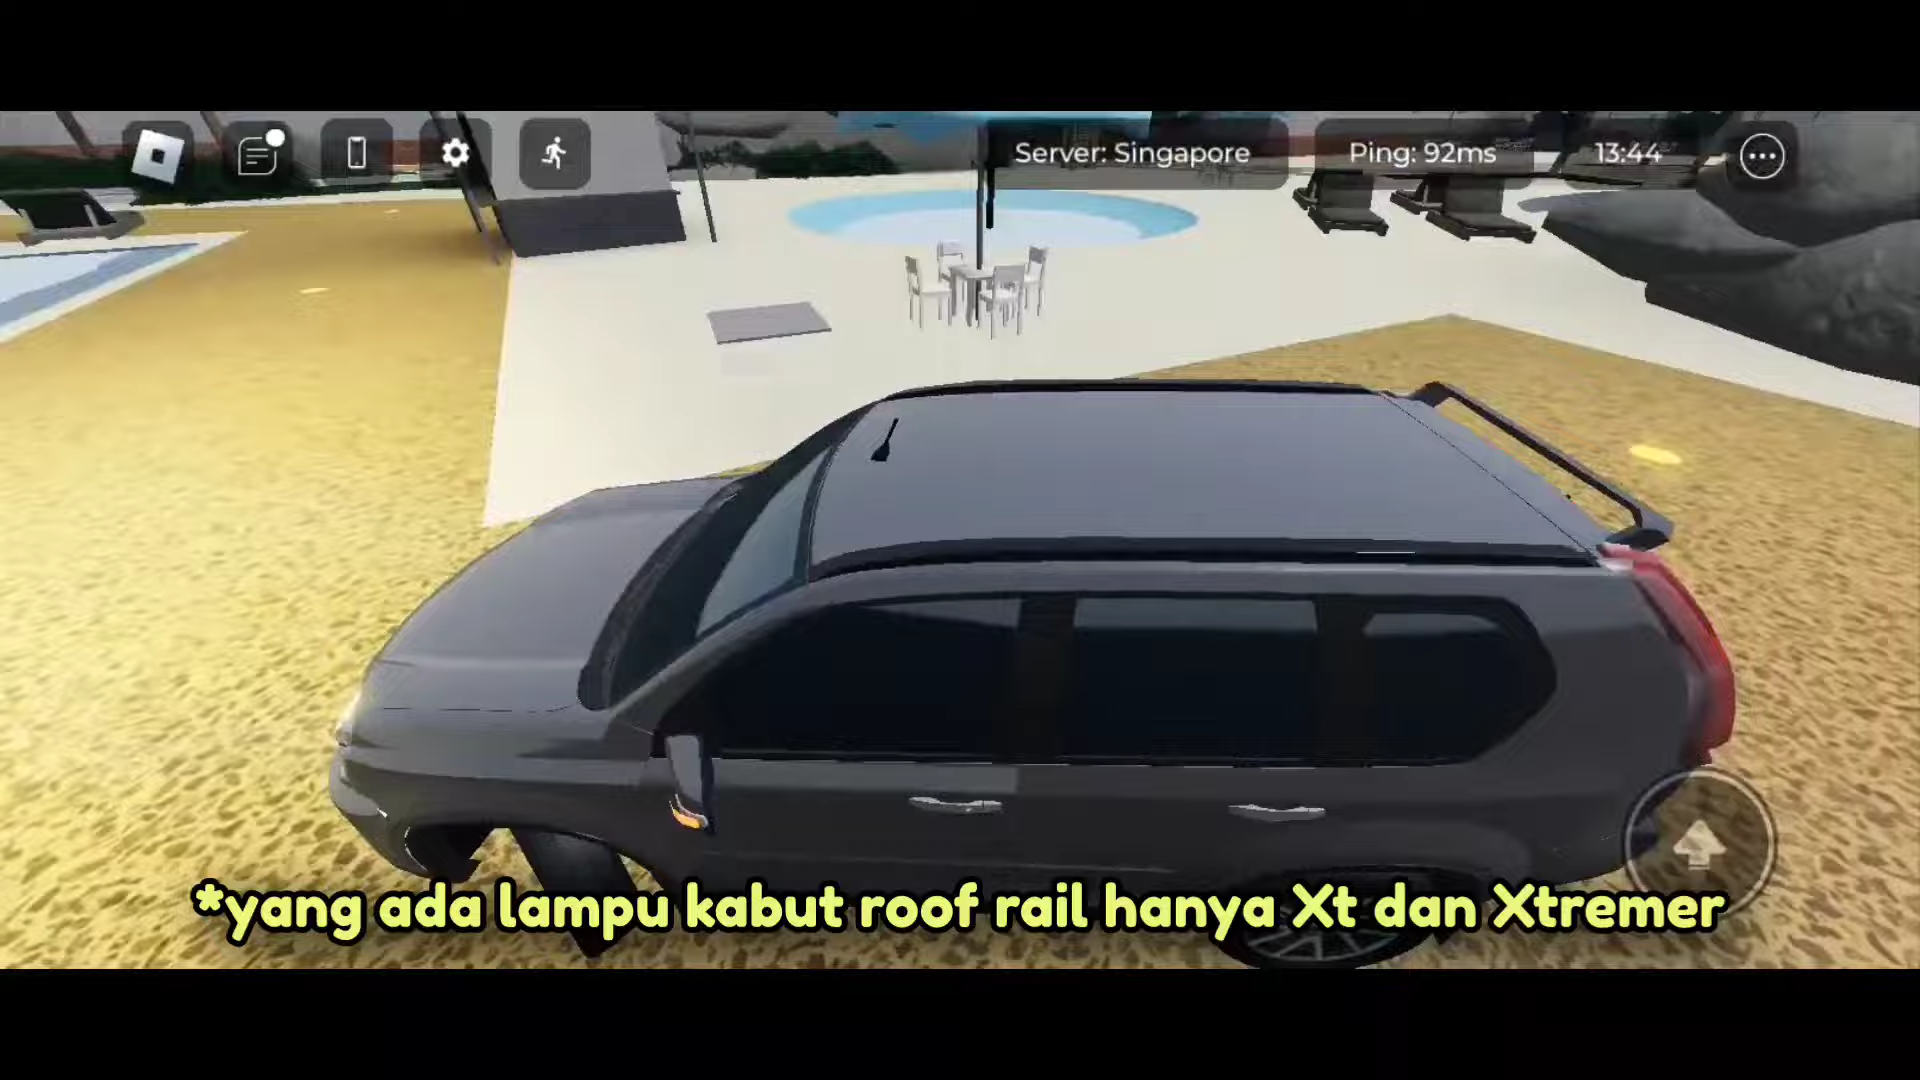 Server: Singapore
Ping: 92ms
13:44
*yang ada lampu kabut roof rail hanya Xt dan Xtremer